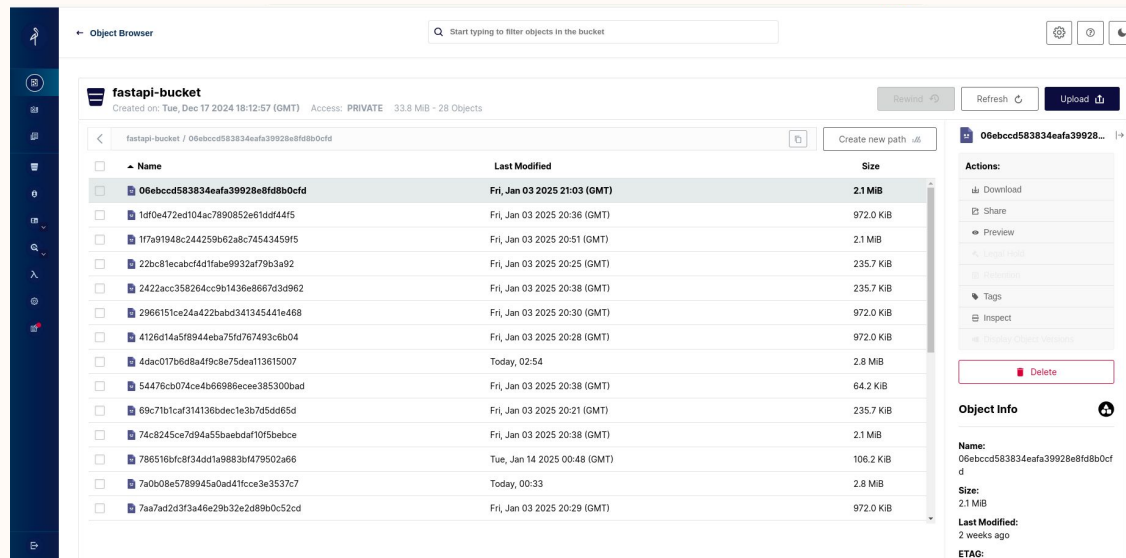 ← Object Browser
Start typing to filter objects in the bucket
fastapi-bucket
Created on: Tue, Dec 17 2024 18:12:57 (GMT) Access: PRIVATE 33.8 MiB - 28 Objects
Rewind
Refresh
Upload
fastapi-bucket / 06ebccd583834eafa39928e8fd8b0cfd
Create new path
06ebccd583834eafa39928...
Name Last Modified Size
06ebccd583834eafa39928e8fd8b0cfd Fri, Jan 03 2025 21:03 (GMT) 2.1 MiB
1df0e472ed104ac7890852e61ddf44f5 Fri, Jan 03 2025 20:36 (GMT) 972.0 KiB
1f7a91948c244259b62a8c74543459f5 Fri, Jan 03 2025 20:51 (GMT) 2.1 MiB
22bc81ecabcf4d1fabe9932af79b3a92 Fri, Jan 03 2025 20:25 (GMT) 235.7 KiB
2422acc358264cc9b1436e8667d3d962 Fri, Jan 03 2025 20:38 (GMT) 235.7 KiB
2966151ce24a422babd341345441e468 Fri, Jan 03 2025 20:30 (GMT) 972.0 KiB
4126d14a5f8944eba75fd767493c6b04 Fri, Jan 03 2025 20:28 (GMT) 972.0 KiB
4dac017b6d8a4f9c8e75dea113615007 Today, 02:54 2.8 MiB
54476cb074ce4b66986ecee385300bad Fri, Jan 03 2025 20:38 (GMT) 64.2 KiB
69c71b1caf314136bdec1e3b7d5dd65d Fri, Jan 03 2025 20:21 (GMT) 235.7 KiB
74c8245ce7d94a55baebdaf10f5bebce Fri, Jan 03 2025 20:38 (GMT) 2.1 MiB
786516bfc8f34dd1a9883bf479502a66 Tue, Jan 14 2025 00:48 (GMT) 106.2 KiB
7a0b08e5789945a0ad41fcce3e3537c7 Today, 00:33 2.8 MiB
7aa7ad2d3f3a46e29b32e2d89b0c52cd Fri, Jan 03 2025 20:29 (GMT) 972.0 KiB
Actions:
Download
Share
Preview
Legal Hold
Retention
Tags
Inspect
Display Object Versions
Delete
Object Info
Name:
06ebccd583834eafa39928e8fd8b0cf
d
Size:
2.1 MiB
Last Modified:
2 weeks ago
ETAG: